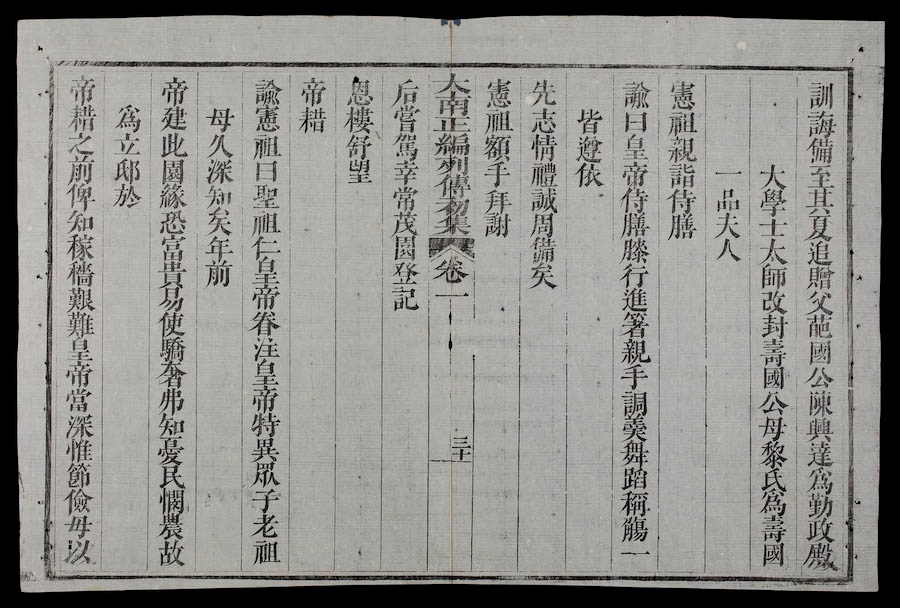 訓誨備至其夏追贈父葩國公陳興達爲勤政殿
大學士太師改封壽國公母黎氏爲壽國
一品夫人
憲祖親詣侍膳
諭曰皇帝侍膳膝行進箸親手調羹舞蹈稱觴一
皆遵依
先志情禮誠周備矣
憲祖額手拜謝
大南正編列傳初集 卷一 三十
后嘗駕幸常茂園登記
恩樓舒望
帝耤
諭憲祖曰聖祖仁皇帝眷注皇帝特異眾子老祖
母久深知矣年前
帝建此園緣恐富貴易使驕奢弗知憂民憫農故
爲立邸於
帝耤之前俾知稼穡艱難皇帝當深惟節儉毋以